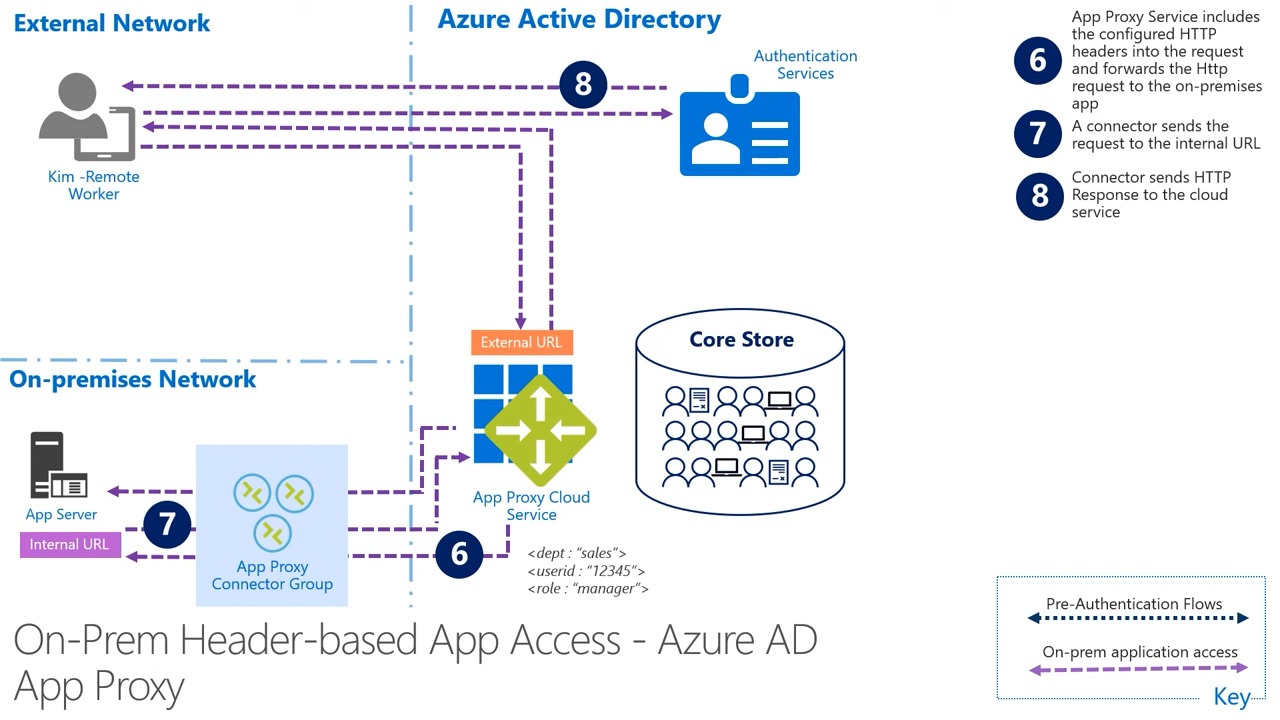 External Network
Azure Active Directory
Authentication
Services
8
Kim -Remote
Worker
External URL
Core Store
On-premises Network
App Server
Internal URL
7
App Proxy
Connector Group
App Proxy Cloud
Service
6
<dept : “sales”>
<userid : “12345”>
<role : “manager”>
6
App Proxy Service includes
the configured HTTP
headers into the request
and forwards the Http
request to the on-premises
app
7
A connector sends the
request to the internal URL
8
Connector sends HTTP
Response to the cloud
service
Pre-Authentication Flows
On-prem application access
Key
On-Prem Header-based App Access - Azure AD
App Proxy